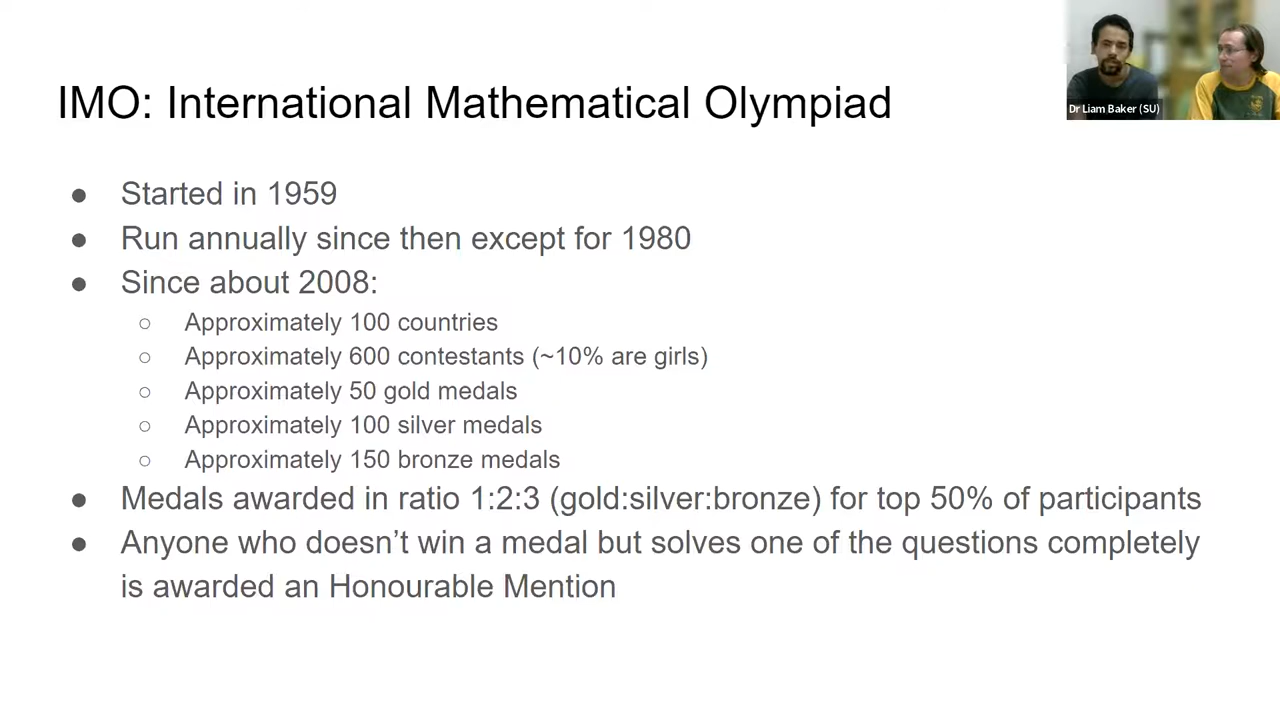 IMO: International Mathematical Olympiad
Dr Liam Baker (SU)
● Started in 1959
● Run annually since then except for 1980
● Since about 2008:
○ Approximately 100 countries
○ Approximately 600 contestants (~10% are girls)
○ Approximately 50 gold medals
○ Approximately 100 silver medals
○ Approximately 150 bronze medals
● Medals awarded in ratio 1:2:3 (gold:silver:bronze) for top 50% of participants
● Anyone who doesn’t win a medal but solves one of the questions completely
is awarded an Honourable Mention